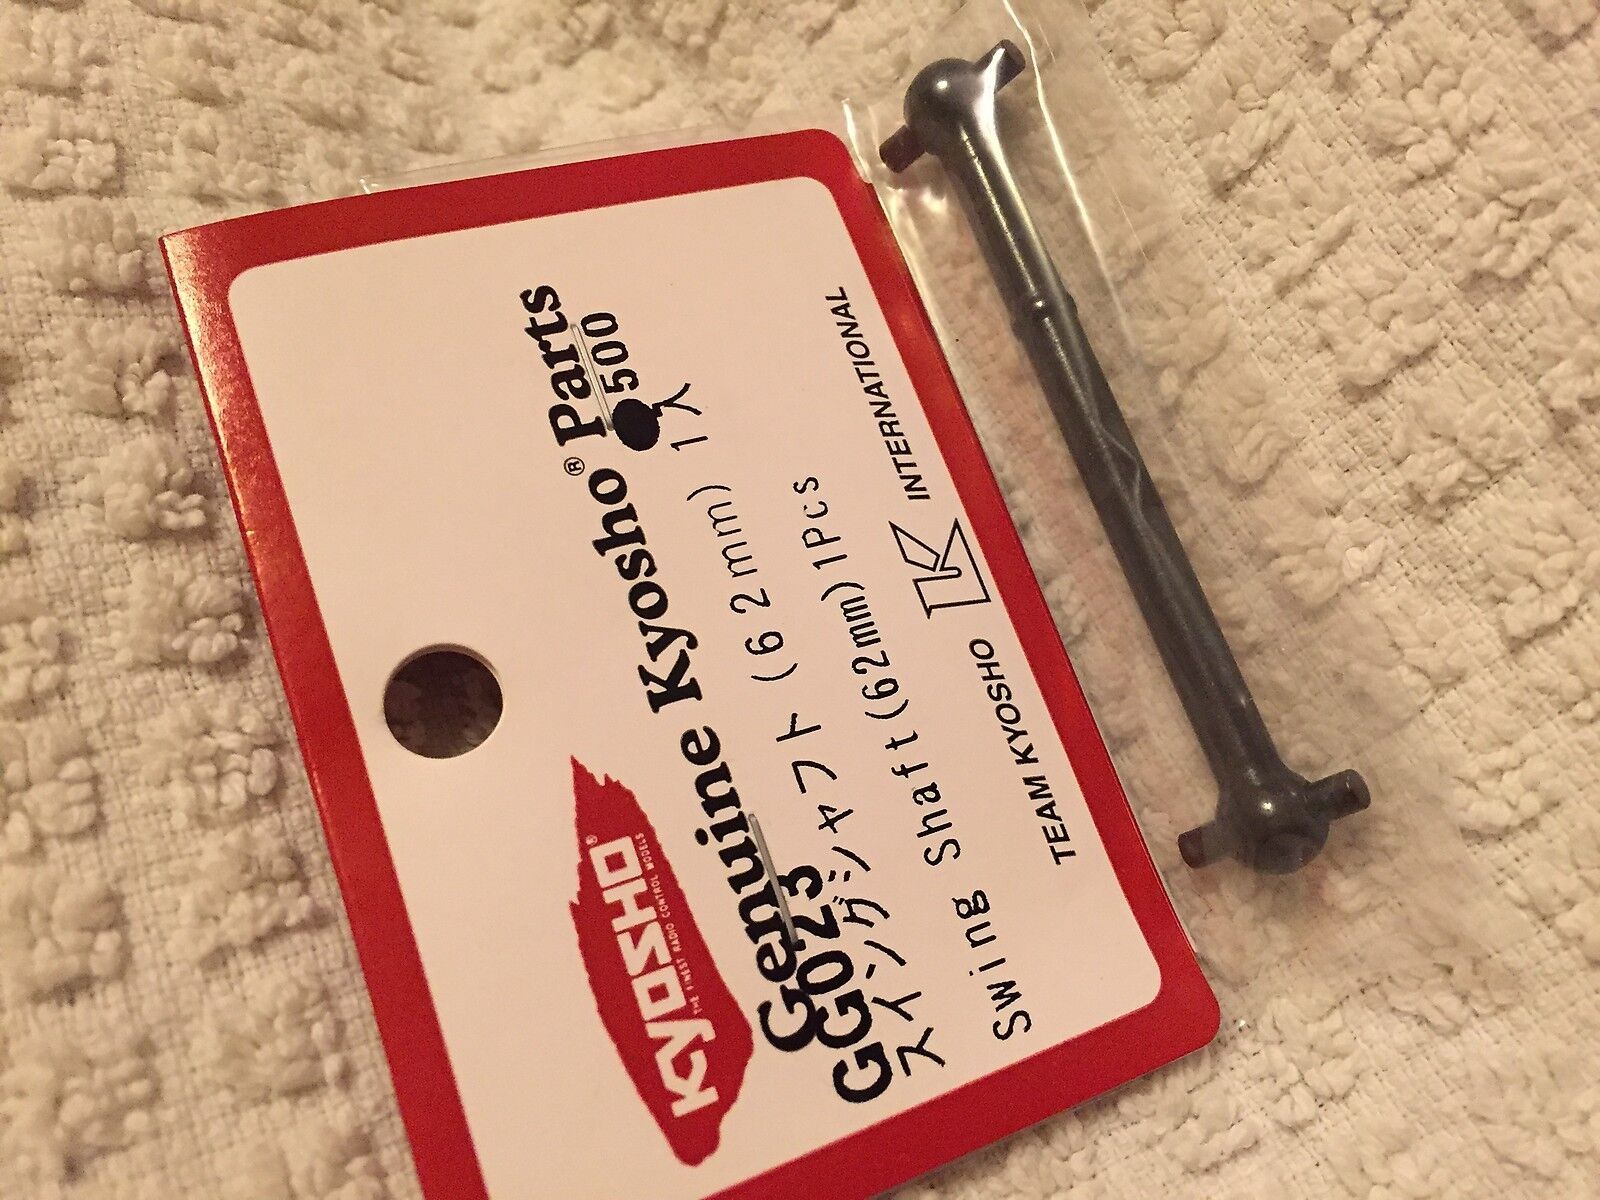 KYOSHO®
THE FINEST RADIO CONTROL MODELS
Genuine Kyosho® Parts
GG023 ●500
スイングシャフト (62mm) 1入
Swing Shaft(62mm)1Pcs
TEAM KYOSHO K INTERNATIONAL